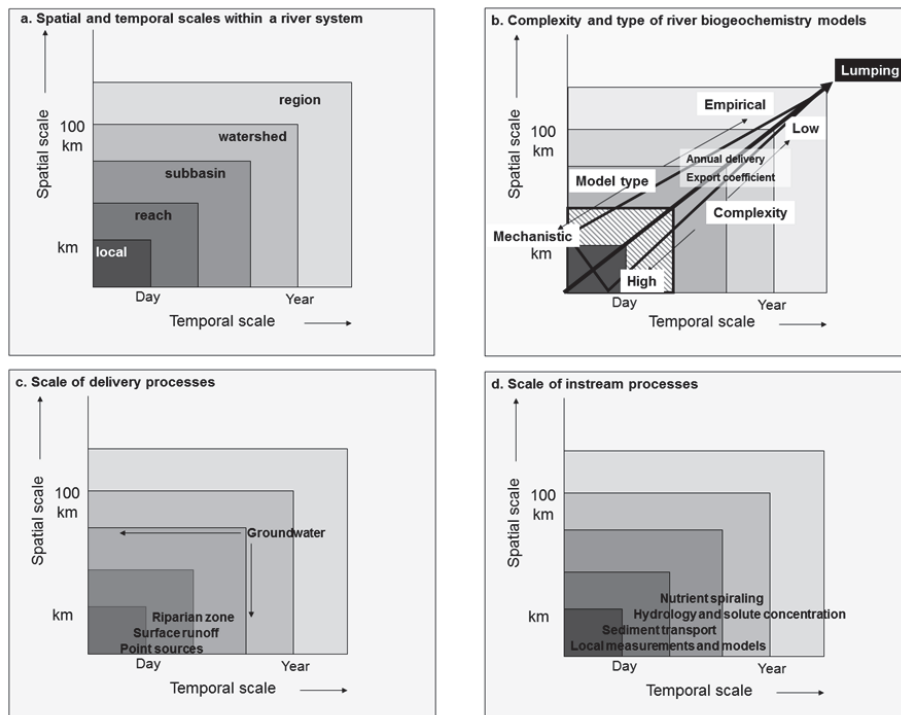 a. Spatial and temporal scales within a river system
Spatial scale
100
km
km
region
watershed
subbasin
reach
local
Day
Year
Temporal scale
b. Complexity and type of river biogeochemistry models
Spatial scale
100
km
km
Lumping
Empirical
Low
Annual delivery
Export coefficient
Model type
Complexity
Mechanistic
High
Day
Year
Temporal scale
c. Scale of delivery processes
Spatial scale
100
km
km
Groundwater
Riparian zone
Surface runoff
Point sources
Day
Year
Temporal scale
d. Scale of instream processes
Spatial scale
100
km
km
Nutrient spiraling
Hydrology and solute concentration
Sediment transport
Local measurements and models
Day
Year
Temporal scale